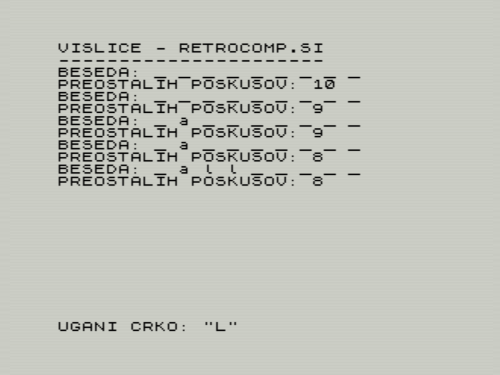 VISLICE - RETROCOMP.SI
----------------------
BESEDA: _ _ _ _ _ _ _ _ _
PREOSTALIH POSKUSOV: 10
BESEDA: _ _ _ _ _ _ _ _ _
PREOSTALIH POSKUSOV: 9
BESEDA: _ a _ _ _ _ _ _ _
PREOSTALIH POSKUSOV: 9
BESEDA: _ a _ _ _ _ _ _ _
PREOSTALIH POSKUSOV: 8
BESEDA: _ a l l _ _ _ _ _
PREOSTALIH POSKUSOV: 8
UGANI CRKO: "L"